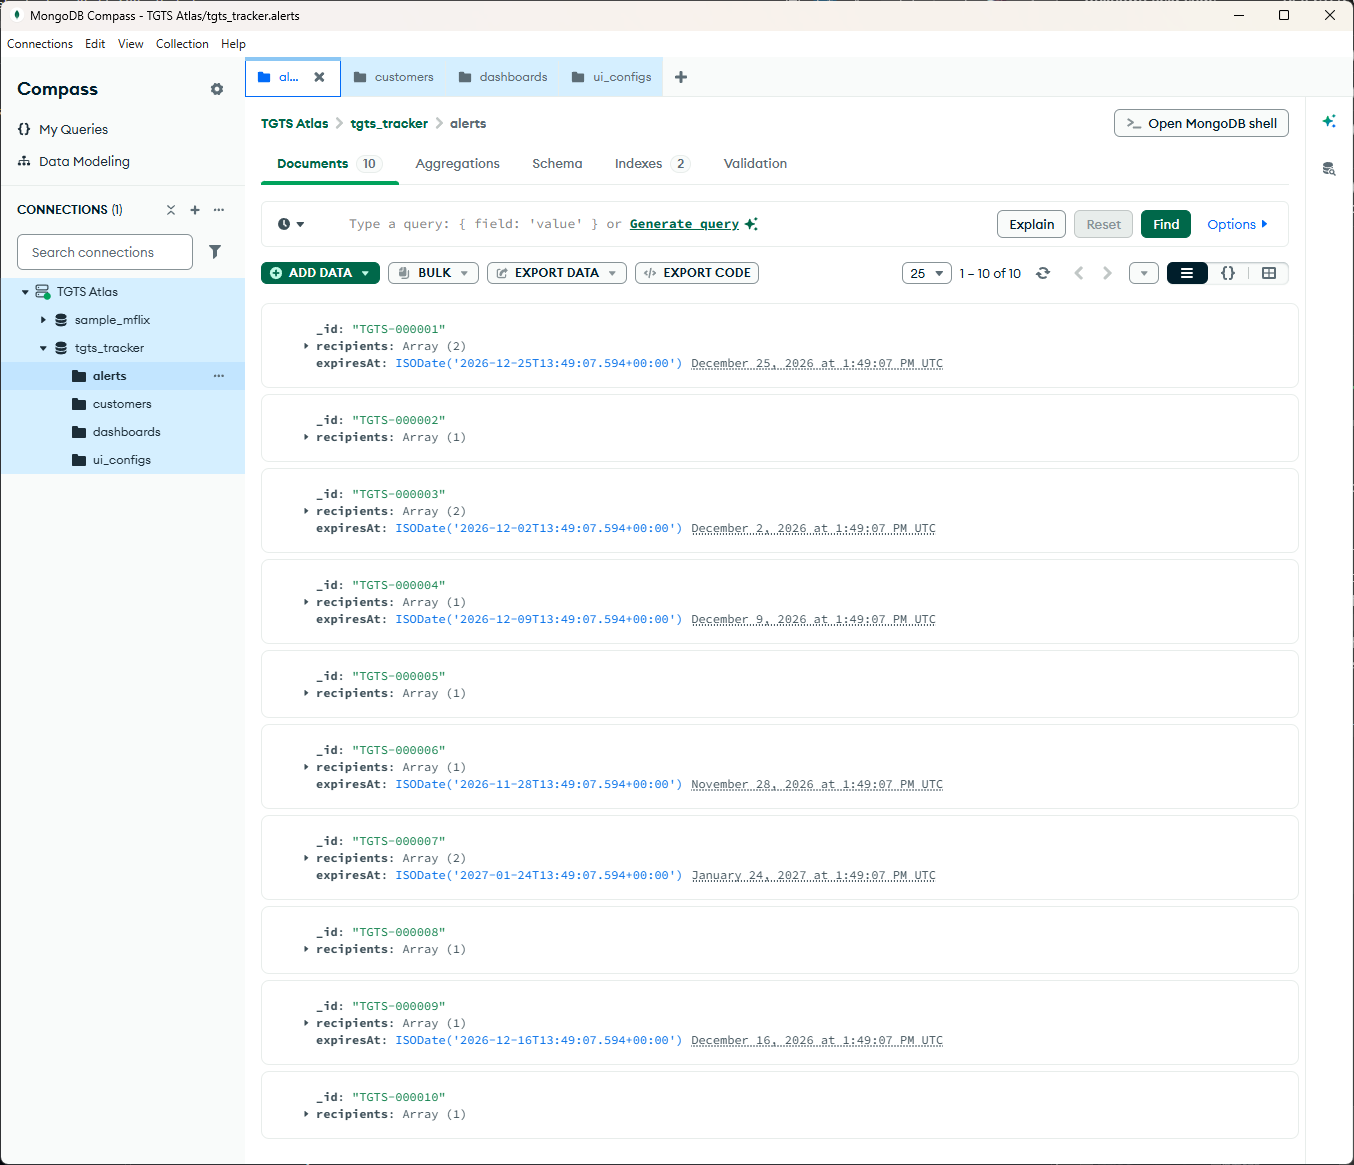 MongoDB Compass - TGTS Atlas/tgts_tracker.alerts
Connections Edit View Collection Help
Compass
My Queries
Data Modeling
CONNECTIONS (1)
Search connections
TGTS Atlas
sample_mflix
tgts_tracker
alerts
customers
dashboards
ui_configs
al... customers dashboards ui_configs
TGTS Atlas tgts_tracker alerts
Open MongoDB shell
Documents 10 Aggregations Schema Indexes 2 Validation
Type a query: { field: 'value' } or Generate query
Explain Reset Find Options
ADD DATA BULK EXPORT DATA EXPORT CODE
25 1 – 10 of 10
_id: "TGTS-000001"
recipients: Array (2)
expiresAt: ISODate('2026-12-25T13:49:07.594+00:00') December 25, 2026 at 1:49:07 PM UTC
_id: "TGTS-000002"
recipients: Array (1)
_id: "TGTS-000003"
recipients: Array (2)
expiresAt: ISODate('2026-12-02T13:49:07.594+00:00') December 2, 2026 at 1:49:07 PM UTC
_id: "TGTS-000004"
recipients: Array (1)
expiresAt: ISODate('2026-12-09T13:49:07.594+00:00') December 9, 2026 at 1:49:07 PM UTC
_id: "TGTS-000005"
recipients: Array (1)
_id: "TGTS-000006"
recipients: Array (1)
expiresAt: ISODate('2026-11-28T13:49:07.594+00:00') November 28, 2026 at 1:49:07 PM UTC
_id: "TGTS-000007"
recipients: Array (2)
expiresAt: ISODate('2027-01-24T13:49:07.594+00:00') January 24, 2027 at 1:49:07 PM UTC
_id: "TGTS-000008"
recipients: Array (1)
_id: "TGTS-000009"
recipients: Array (1)
expiresAt: ISODate('2026-12-16T13:49:07.594+00:00') December 16, 2026 at 1:49:07 PM UTC
_id: "TGTS-000010"
recipients: Array (1)